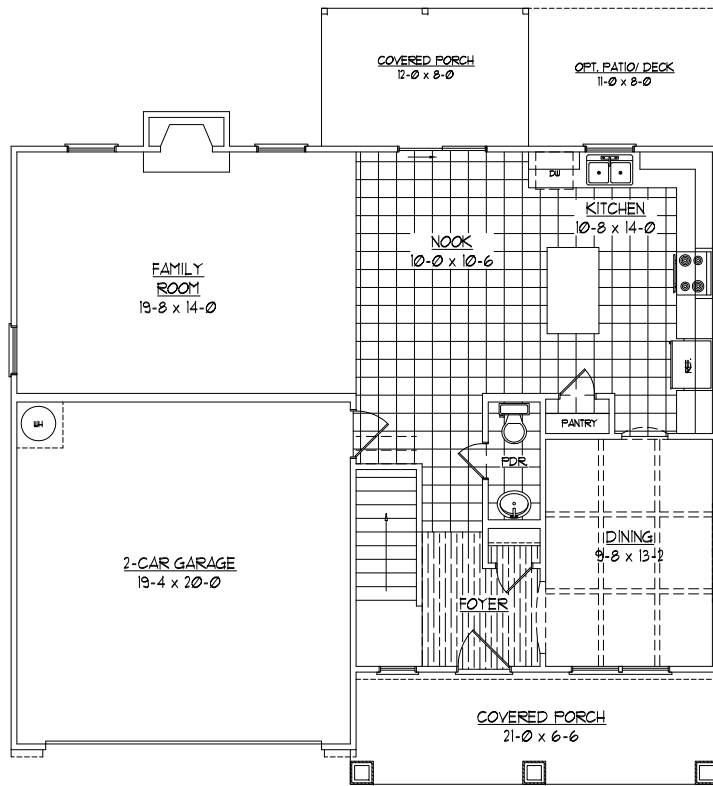 COVERED PORCH
12-0 x 8-0
OPT. PATIO/ DECK
11-0 x 8-0
DW
KITCHEN
10-8 x 14-0
NOOK
10-0 x 10-6
FAMILY
ROOM
19-8 x 14-0
REF.
WH
PANTRY
PDR
2-CAR GARAGE
19-4 x 20-0
DINING
9-8 x 13-2
FOYER
COVERED PORCH
21-0 x 6-6